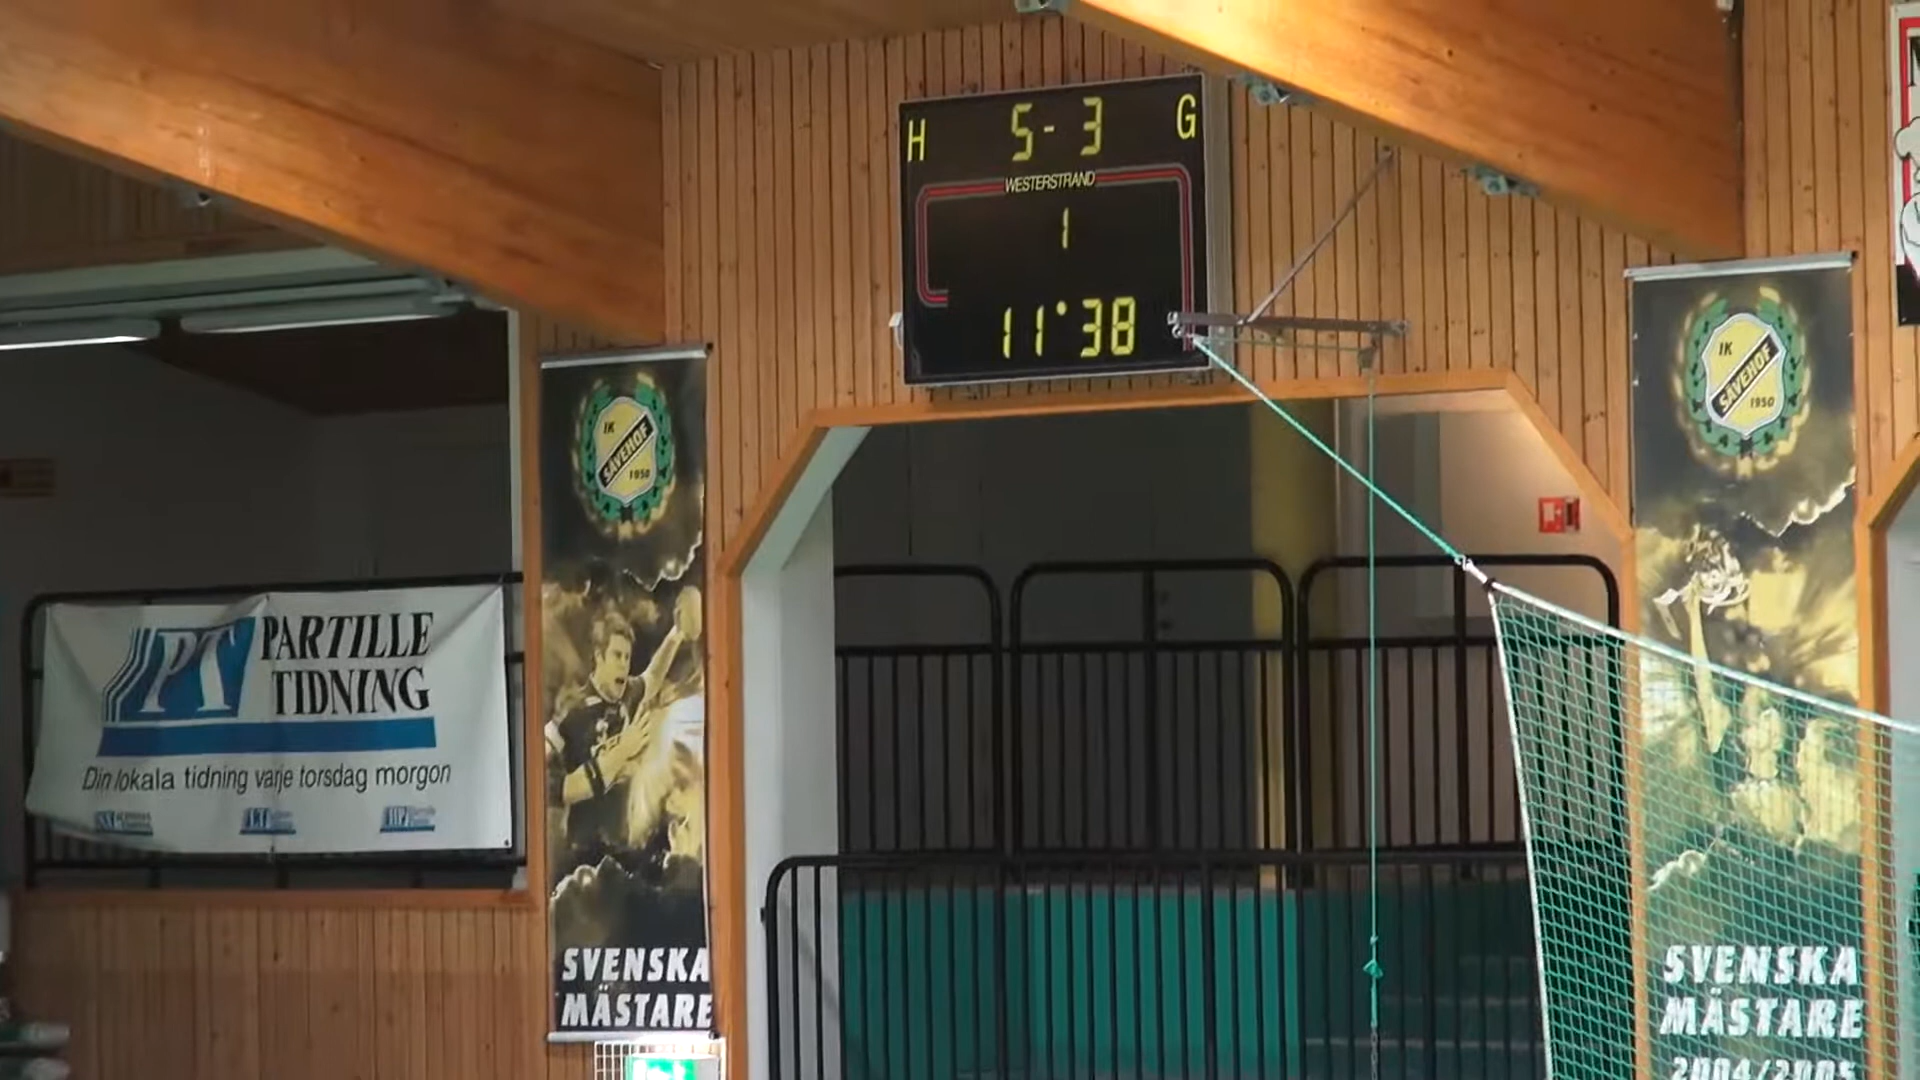 H 5-3 G
WESTERSTRAND
1
11•38
IK
SÄVEHOF
1950
IK
SÄVEHOF
1950
PT PARTILLE
TIDNING
Din lokala tidning varje torsdag morgon
SVENSKA
MÄSTARE
SVENSKA
MÄSTARE
2004/2005